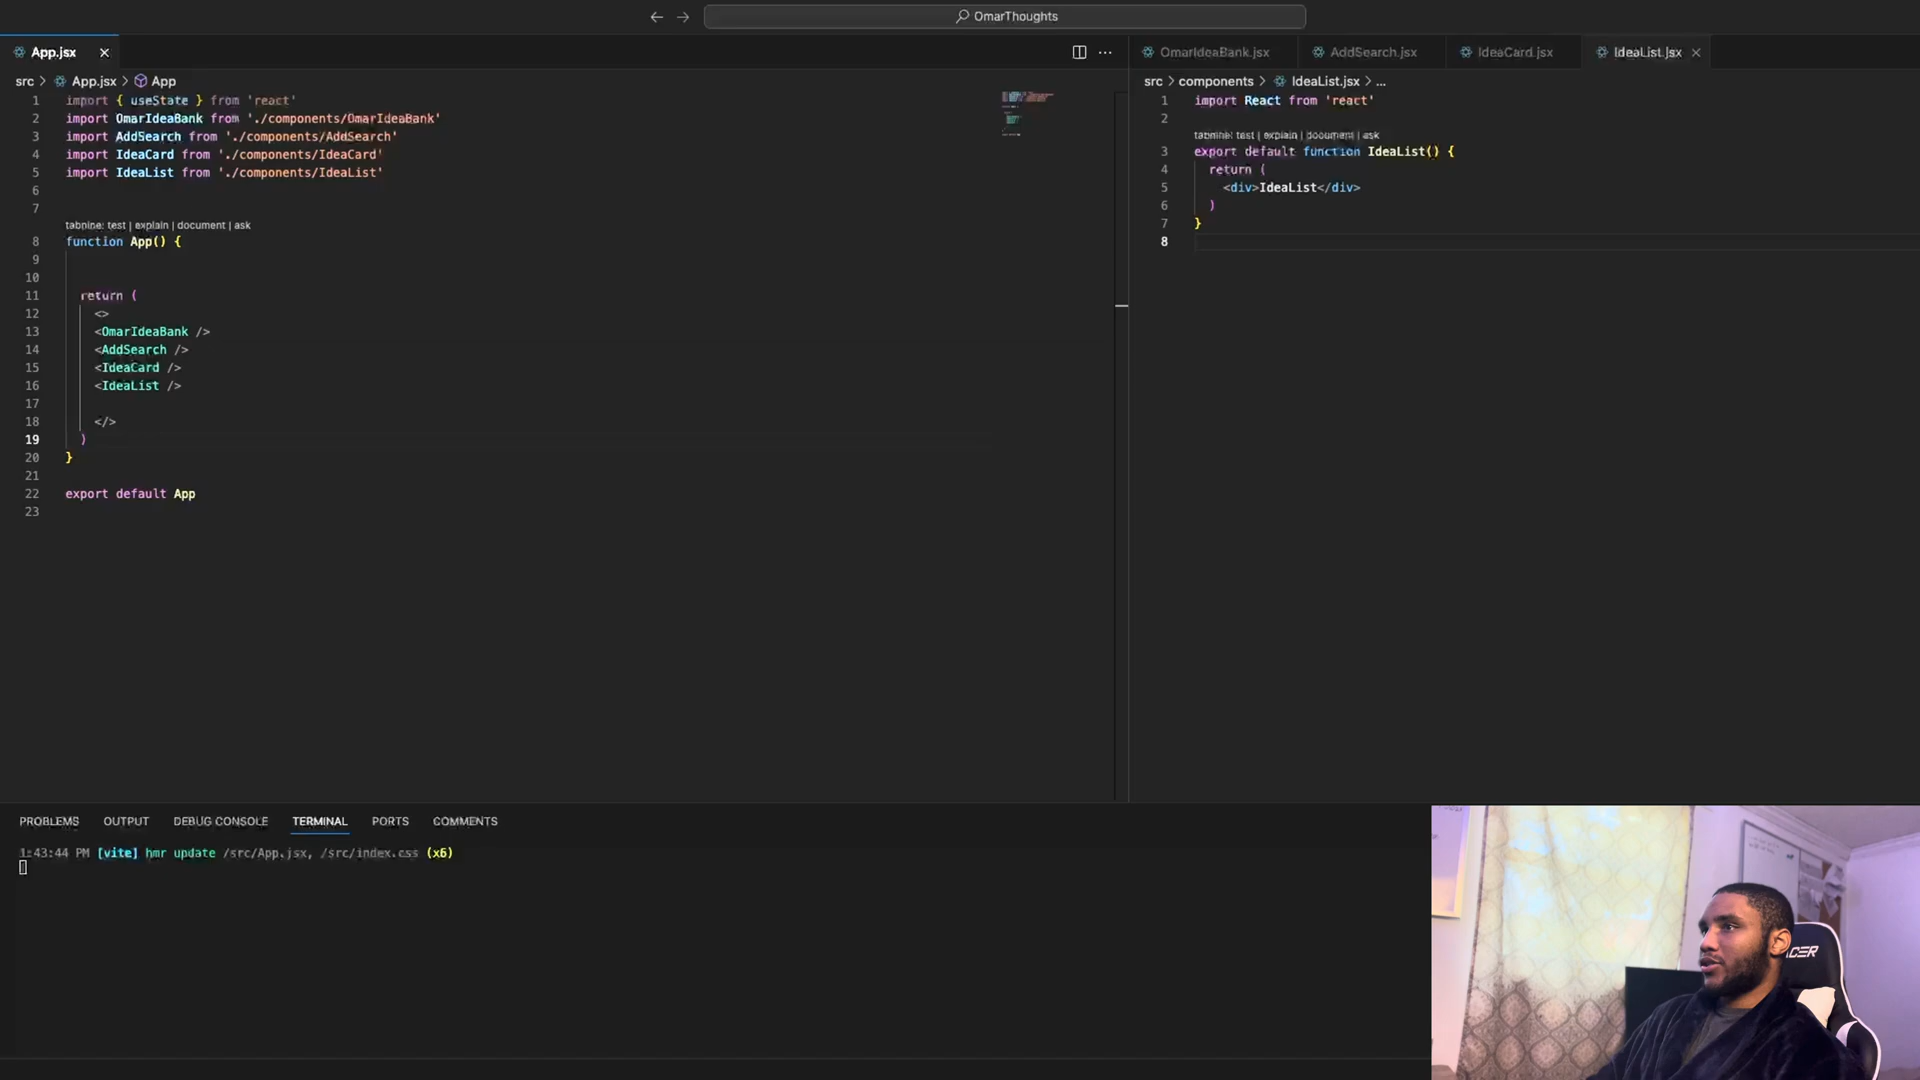 OmarThoughts
App.jsx
src > App.jsx > App
1 import { useState } from 'react'
2 import OmarIdeaBank from './components/OmarIdeaBank'
3 import AddSearch from './components/AddSearch'
4 import IdeaCard from './components/IdeaCard'
5 import IdeaList from './components/IdeaList'
6
7
tabnine: test | explain | document | ask
8 function App() {
9
10
11 return (
12 <>
13 <OmarIdeaBank />
14 <AddSearch />
15 <IdeaCard />
16 <IdeaList />
17
18 </>
19 )
20 }
21
22 export default App
23
OmarIdeaBank.jsx AddSearch.jsx IdeaCard.jsx IdeaList.jsx
src > components > IdeaList.jsx > ...
1 import React from 'react'
2
tabnine: test | explain | document | ask
3 export default function IdeaList() {
4 return (
5 <div>IdeaList</div>
6 )
7 }
8
PROBLEMS OUTPUT DEBUG CONSOLE TERMINAL PORTS COMMENTS
1:43:44 PM [vite] hmr update /src/App.jsx, /src/index.css (x6)